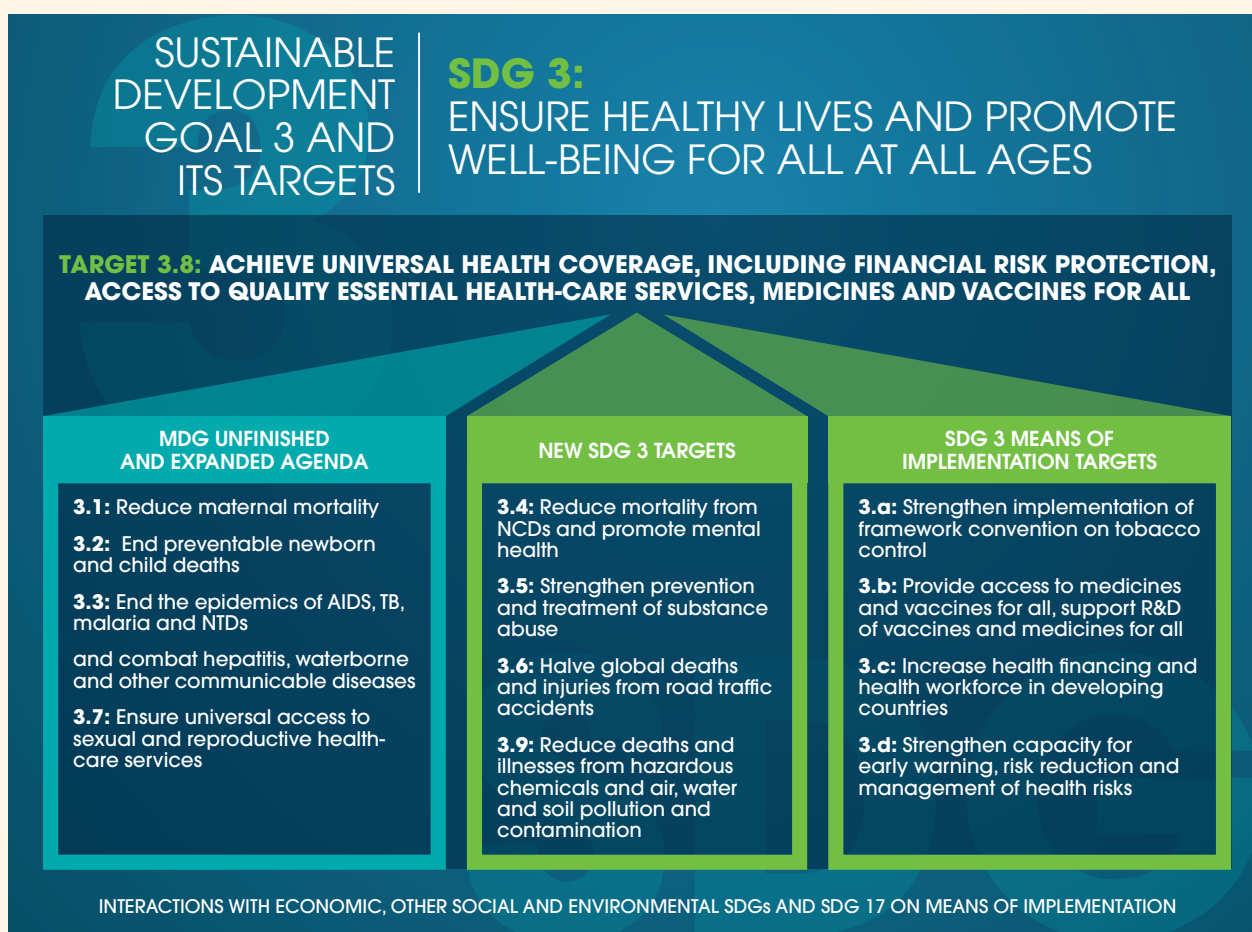 SUSTAINABLE
DEVELOPMENT
GOAL 3 AND
ITS TARGETS
SDG 3:
ENSURE HEALTHY LIVES AND PROMOTE
WELL-BEING FOR ALL AT ALL AGES
TARGET 3.8: ACHIEVE UNIVERSAL HEALTH COVERAGE, INCLUDING FINANCIAL RISK PROTECTION,
ACCESS TO QUALITY ESSENTIAL HEALTH-CARE SERVICES, MEDICINES AND VACCINES FOR ALL
MDG UNFINISHED
AND EXPANDED AGENDA
3.1: Reduce maternal mortality
3.2: End preventable newborn
and child deaths
3.3: End the epidemics of AIDS, TB,
malaria and NTDs
and combat hepatitis, waterborne
and other communicable diseases
3.7: Ensure universal access to
sexual and reproductive health-
care services
NEW SDG 3 TARGETS
3.4: Reduce mortality from
NCDs and promote mental
health
3.5: Strengthen prevention
and treatment of substance
abuse
3.6: Halve global deaths
and injuries from road traffic
accidents
3.9: Reduce deaths and
illnesses from hazardous
chemicals and air, water
and soil pollution and
contamination
SDG 3 MEANS OF
IMPLEMENTATION TARGETS
3.a: Strengthen implementation of
framework convention on tobacco
control
3.b: Provide access to medicines
and vaccines for all, support R&D
of vaccines and medicines for all
3.c: Increase health financing and
health workforce in developing
countries
3.d: Strengthen capacity for
early warning, risk reduction and
management of health risks
INTERACTIONS WITH ECONOMIC, OTHER SOCIAL AND ENVIRONMENTAL SDGs AND SDG 17 ON MEANS OF IMPLEMENTATION
3
SDG